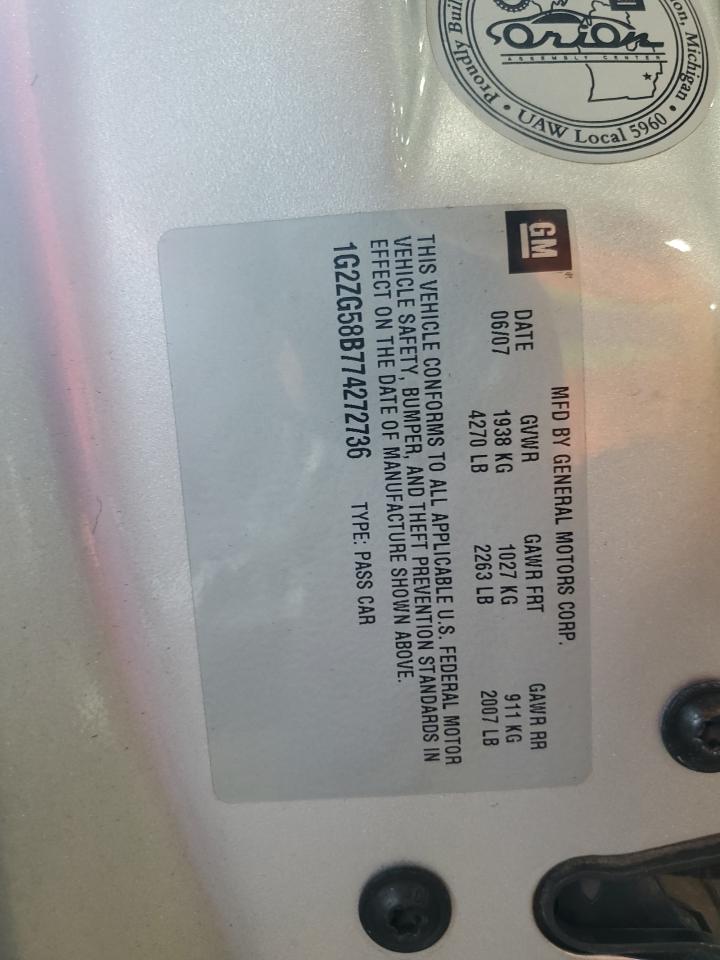 GM
MFD BY GENERAL MOTORS CORP.
DATE GVWR GAWR FRT GAWR RR
06/07 1938 KG 1027 KG 911 KG
4270 LB 2263 LB 2007 LB
THIS VEHICLE CONFORMS TO ALL APPLICABLE U.S. FEDERAL MOTOR
VEHICLE SAFETY, BUMPER, AND THEFT PREVENTION STANDARDS IN
EFFECT ON THE DATE OF MANUFACTURE SHOWN ABOVE.
1G2ZG58B774272736 TYPE: PASS CAR
Orion
ASSEMBLY CENTER
Proudly • UAW Local 5960 • Michigan